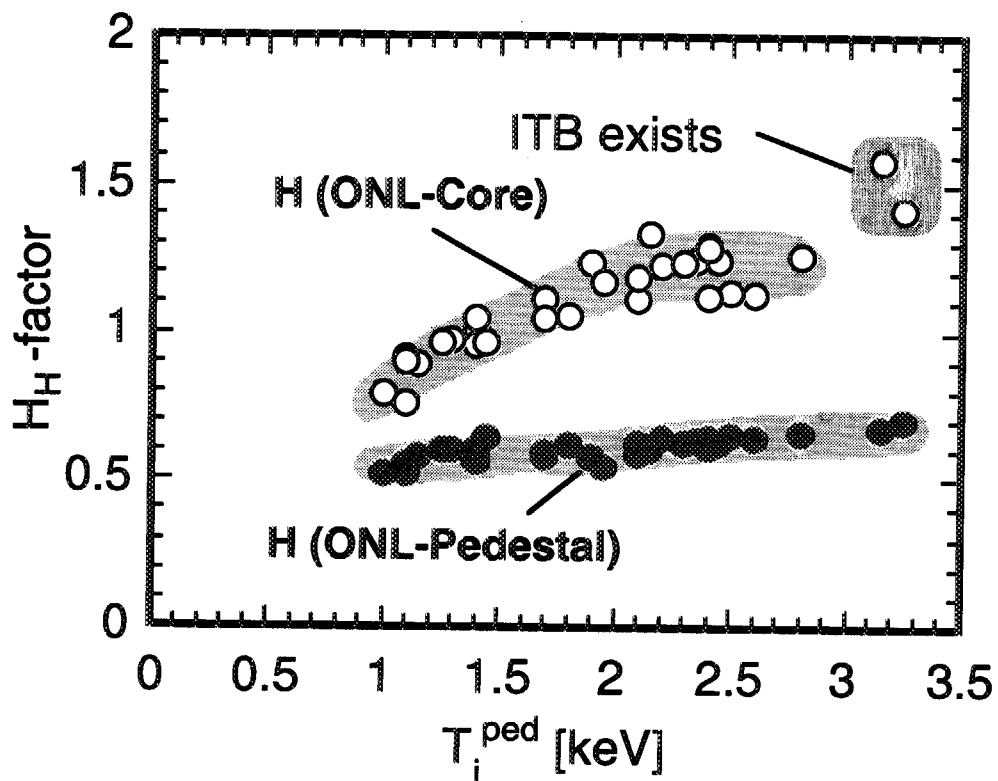 2
ITB exists
1.5
H (ONL-Core)
1
H_H-factor
0.5
H (ONL-Pedestal)
0
0 0.5 1 1.5 2 2.5 3 3.5
T_i^ped [keV]